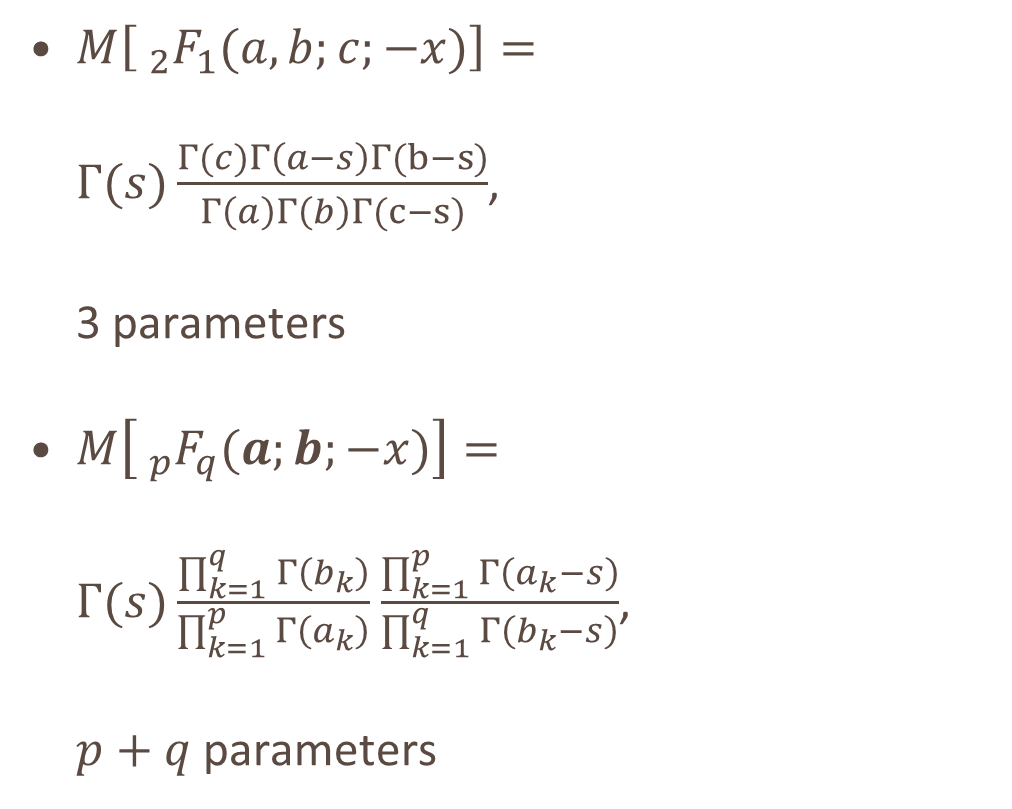 • M[ ₂F₁(a, b; c; −x)] =
Γ(s) Γ(c)Γ(a−s)Γ(b−s) / Γ(a)Γ(b)Γ(c−s),
3 parameters
• M[ ₚF_q(𝒂; 𝒃; −x)] =
Γ(s) ∏_{k=1}^{q} Γ(b_k) / ∏_{k=1}^{p} Γ(a_k) ∏_{k=1}^{p} Γ(a_k−s) / ∏_{k=1}^{q} Γ(b_k−s),
p + q parameters